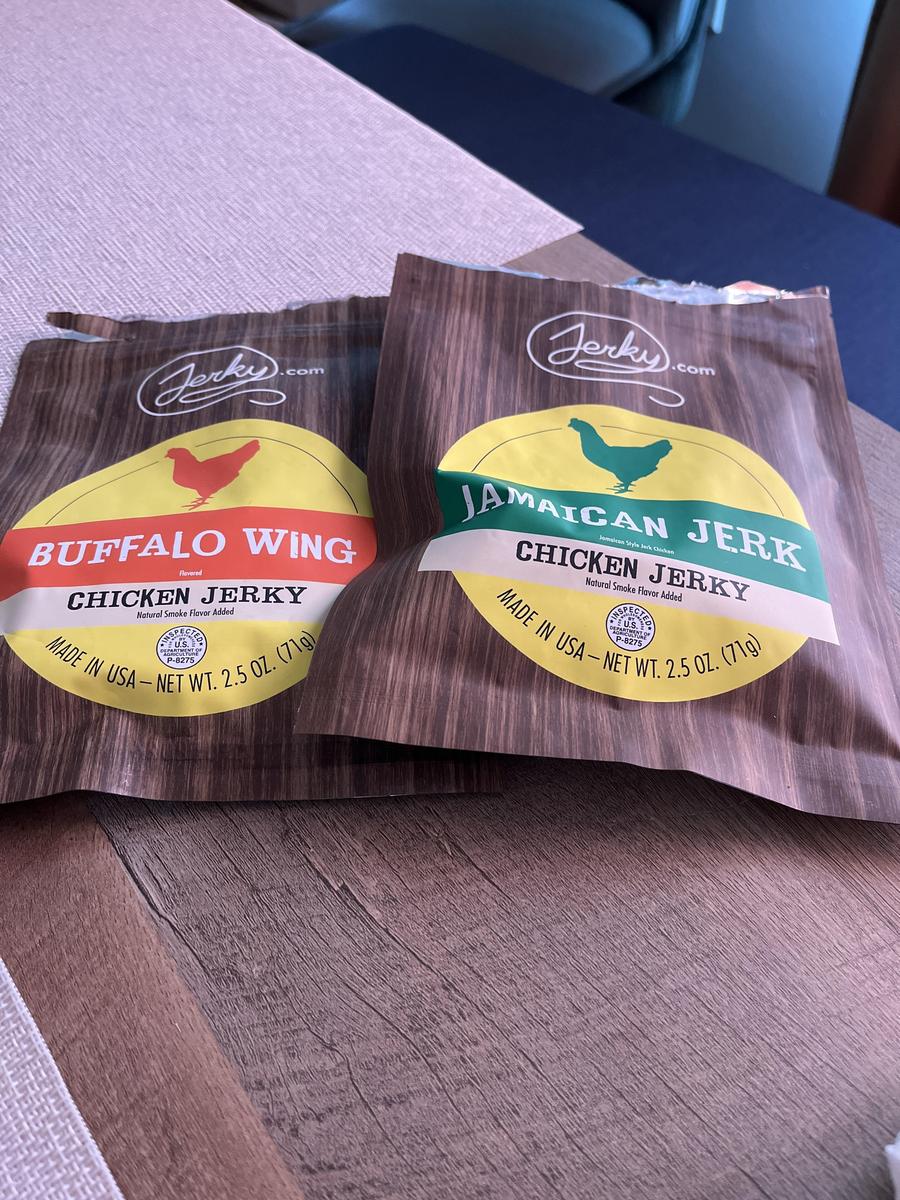 Jerky.com
BUFFALO WING
Flavored
CHICKEN JERKY
Natural Smoke Flavor Added
INSPECTED
U.S.
DEPARTMENT OF
AGRICULTURE
P-8275
MADE IN USA – NET WT. 2.5 OZ. (71g)
Jerky.com
JAMAICAN JERK
Jamaican Style Jerk Chicken
CHICKEN JERKY
Natural Smoke Flavor Added
INSPECTED
U.S.
DEPARTMENT OF
AGRICULTURE
P-8275
MADE IN USA – NET WT. 2.5 OZ. (71g)